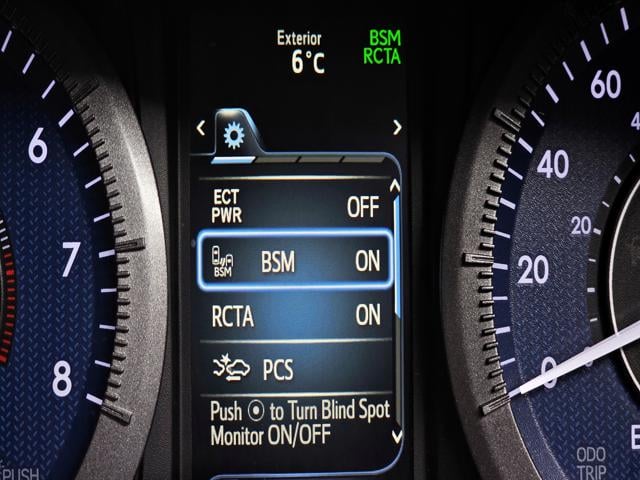 Exterior
6°C
BSM
RCTA
ECT
PWR OFF
BSM BSM ON
RCTA ON
PCS
Push to Turn Blind Spot
Monitor ON/OFF
6
7
8
PUSH
60
4
40
20
20
0
E
ODO
TRIP